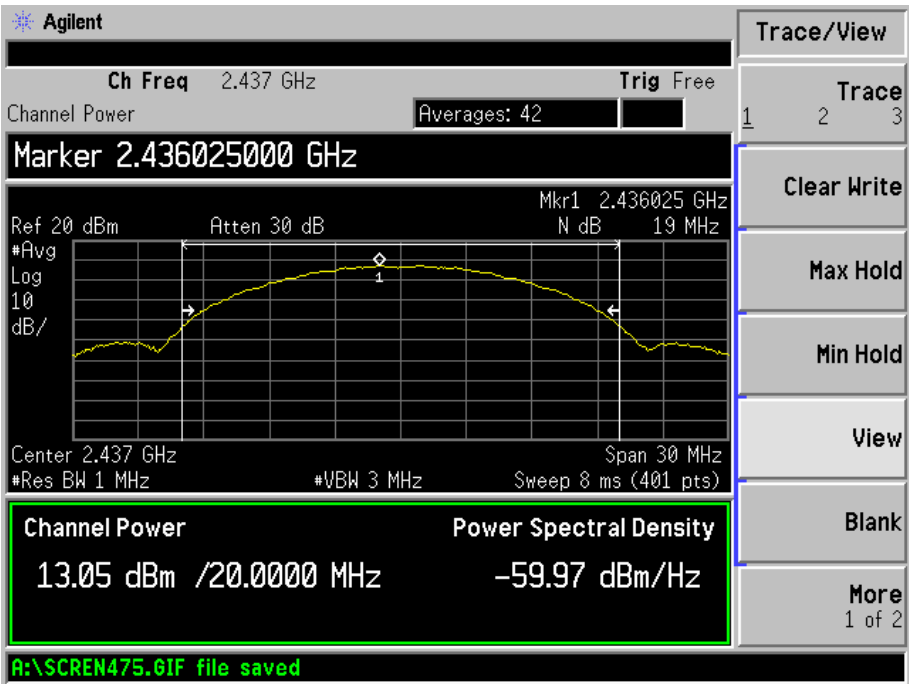 Agilent
Trace/View
Ch Freq 2.437 GHz Trig Free
Channel Power Averages: 42
Trace
1 2 3
Marker 2.436025000 GHz
Clear Write
Mkr1 2.436025 GHz
Ref 20 dBm Atten 30 dB N dB 19 MHz
#Avg
Log
10
dB/
1
Max Hold
Min Hold
View
Center 2.437 GHz Span 30 MHz
#Res BW 1 MHz #VBW 3 MHz Sweep 8 ms (401 pts)
Channel Power Power Spectral Density
Blank
13.05 dBm /20.0000 MHz -59.97 dBm/Hz
More
1 of 2
A:\SCREN475.GIF file saved